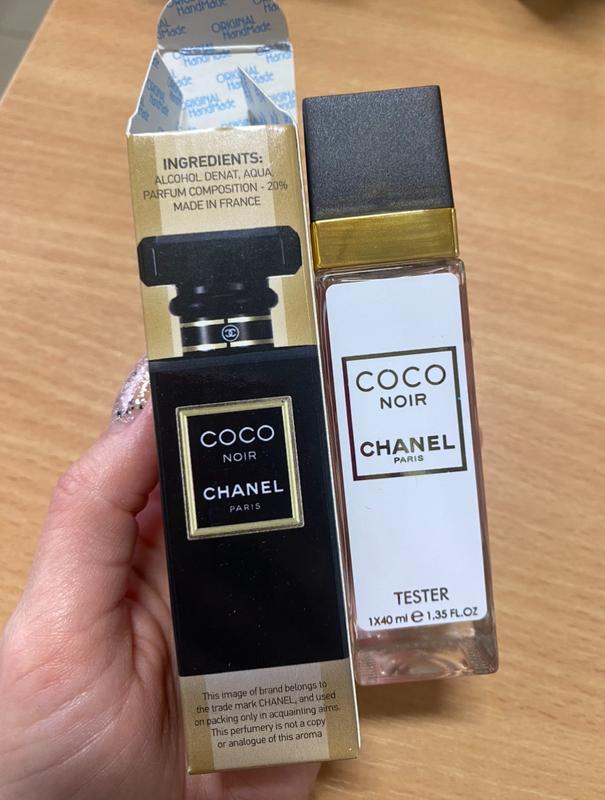 ORIGINAL
HandMade
INGREDIENTS:
ALCOHOL DENAT, AQUA,
PARFUM COMPOSITION - 20%
MADE IN FRANCE
COCO
NOIR
CHANEL
PARIS
This image of brand belongs to
the trade mark CHANEL, and used
on packing only in acquainting aims.
This perfumery is not a copy
or analogue of this aroma
COCO
NOIR
CHANEL
PARIS
TESTER
1X40 ml ℮ 1,35 FL.OZ